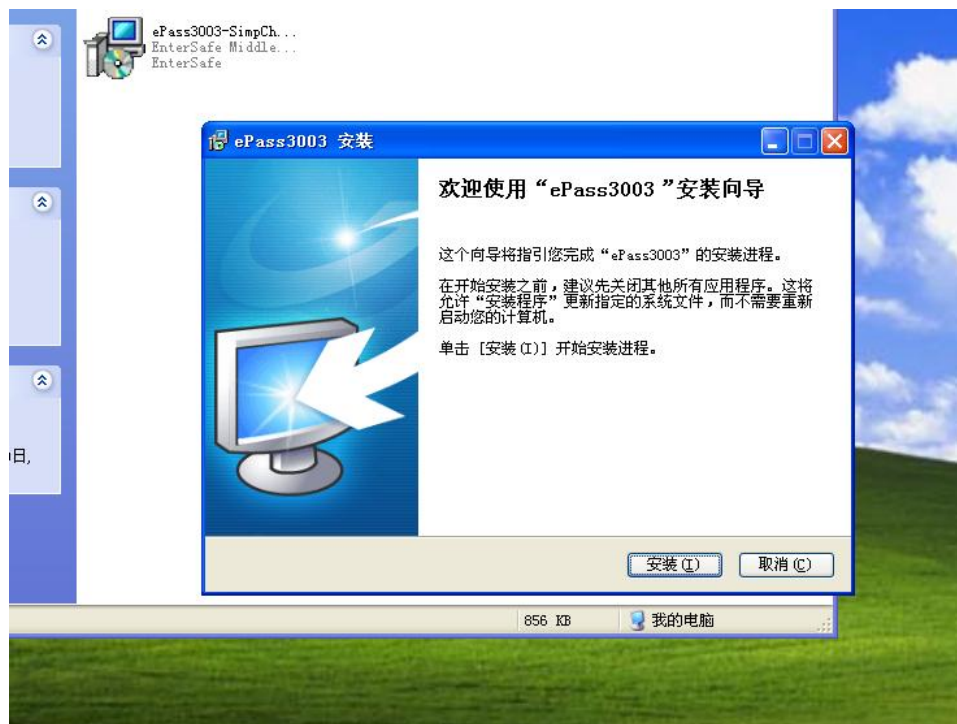 ePass3003-SimpCh...
EnterSafe Middle...
EnterSafe
ePass3003 安装
欢迎使用“ePass3003”安装向导
这个向导将指引您完成“ePass3003”的安装进程。
在开始安装之前，建议先关闭其他所有应用程序。这将
允许“安装程序”更新指定的系统文件，而不需要重新
启动您的计算机。
单击 [安装(I)] 开始安装进程。
日,
安装(I)
取消(C)
856 KB
我的电脑